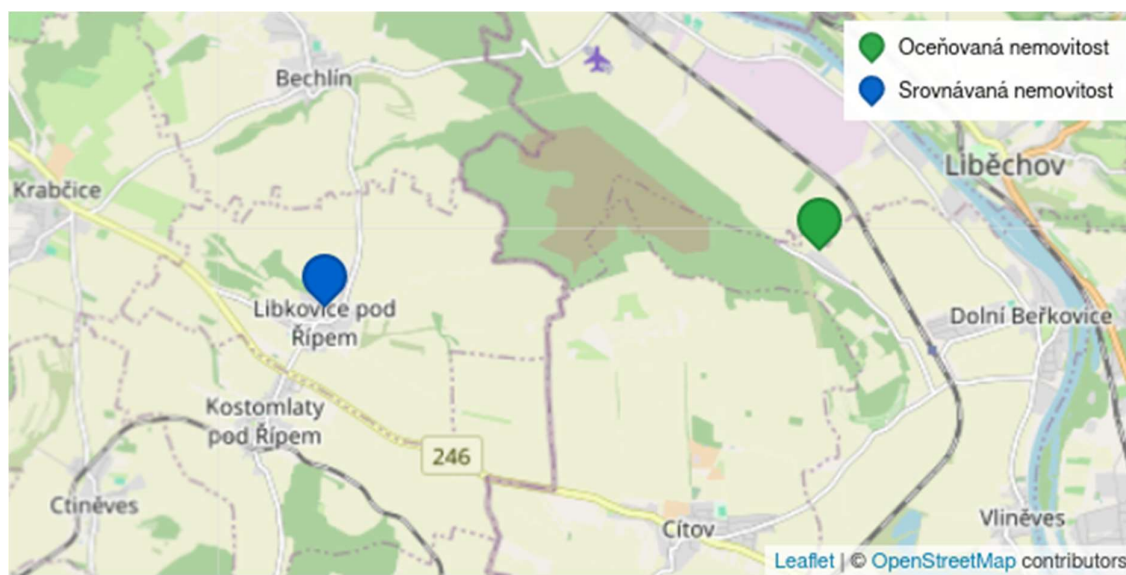 Oceňovaná nemovitost
Srovnávaná nemovitost
Bechlín
Liběchov
Krabčice
Libkovice pod
Řípem
Dolní Beřkovice
Kostomlaty
pod Řípem
246
Ctiněves
Cítov
Vliněves
Leaflet | © OpenStreetMap contributors